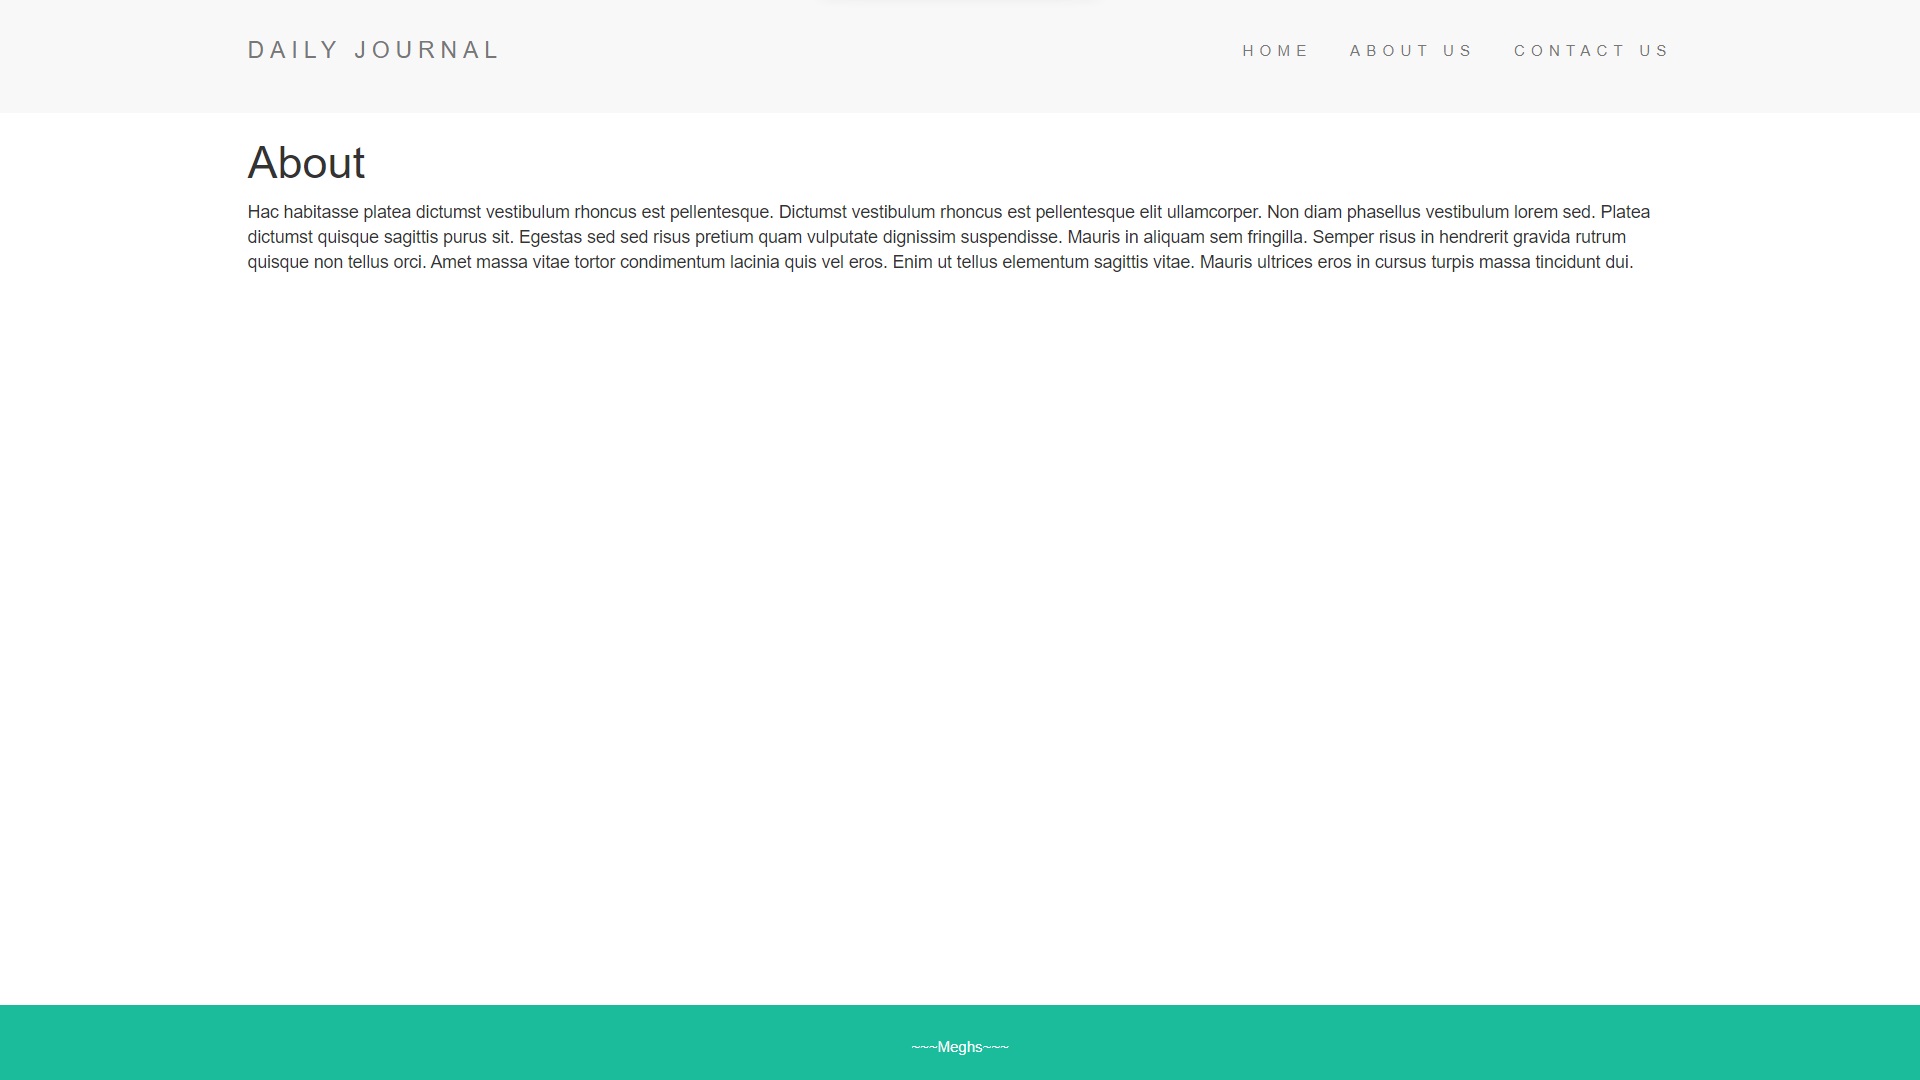 DAILY JOURNAL
HOME ABOUT US CONTACT US
About
Hac habitasse platea dictumst vestibulum rhoncus est pellentesque. Dictumst vestibulum rhoncus est pellentesque elit ullamcorper. Non diam phasellus vestibulum lorem sed. Platea
dictumst quisque sagittis purus sit. Egestas sed sed risus pretium quam vulputate dignissim suspendisse. Mauris in aliquam sem fringilla. Semper risus in hendrerit gravida rutrum
quisque non tellus orci. Amet massa vitae tortor condimentum lacinia quis vel eros. Enim ut tellus elementum sagittis vitae. Mauris ultrices eros in cursus turpis massa tincidunt dui.
~~~Meghs~~~